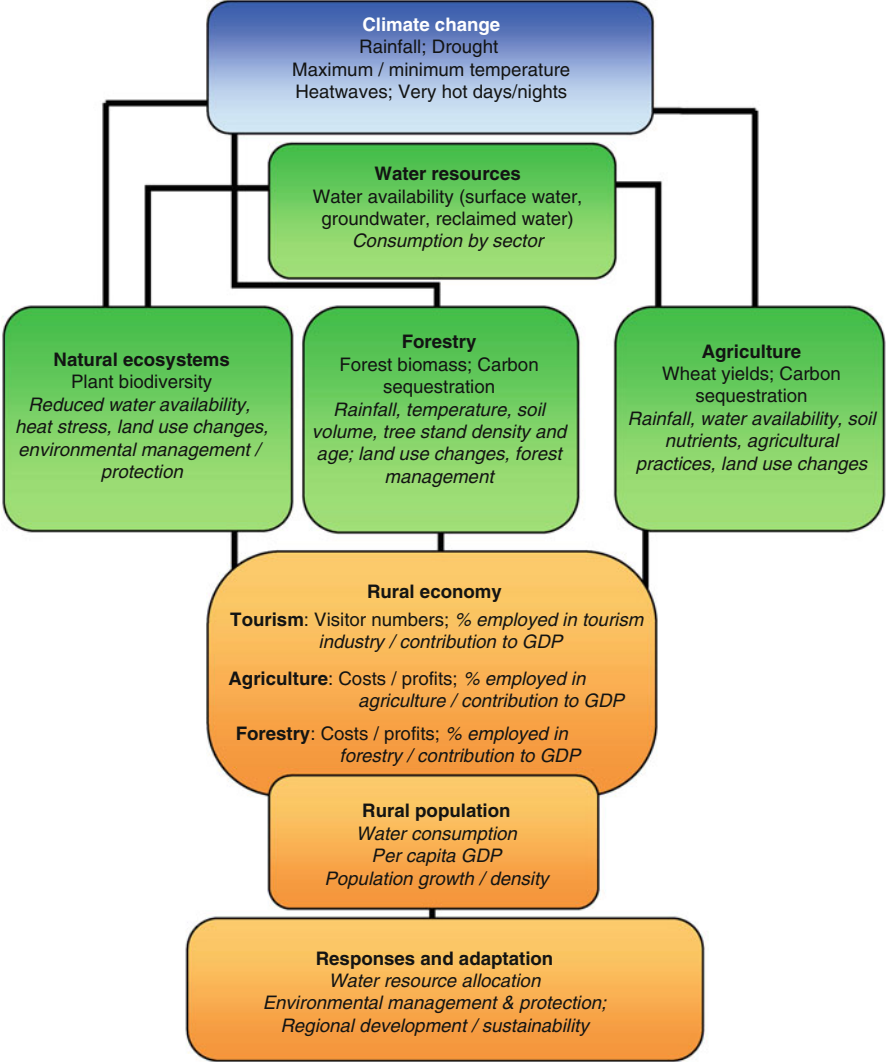 Climate change
Rainfall; Drought
Maximum / minimum temperature
Heatwaves; Very hot days/nights
Water resources
Water availability (surface water,
groundwater, reclaimed water)
Consumption by sector
Natural ecosystems
Plant biodiversity
Reduced water availability,
heat stress, land use changes,
environmental management /
protection
Forestry
Forest biomass; Carbon
sequestration
Rainfall, temperature, soil
volume, tree stand density and
age; land use changes, forest
management
Agriculture
Wheat yields; Carbon
sequestration
Rainfall, water availability, soil
nutrients, agricultural
practices, land use changes
Rural economy
Tourism: Visitor numbers; % employed in tourism
industry / contribution to GDP
Agriculture: Costs / profits; % employed in
agriculture / contribution to GDP
Forestry: Costs / profits; % employed in
forestry / contribution to GDP
Rural population
Water consumption
Per capita GDP
Population growth / density
Responses and adaptation
Water resource allocation
Environmental management & protection;
Regional development / sustainability